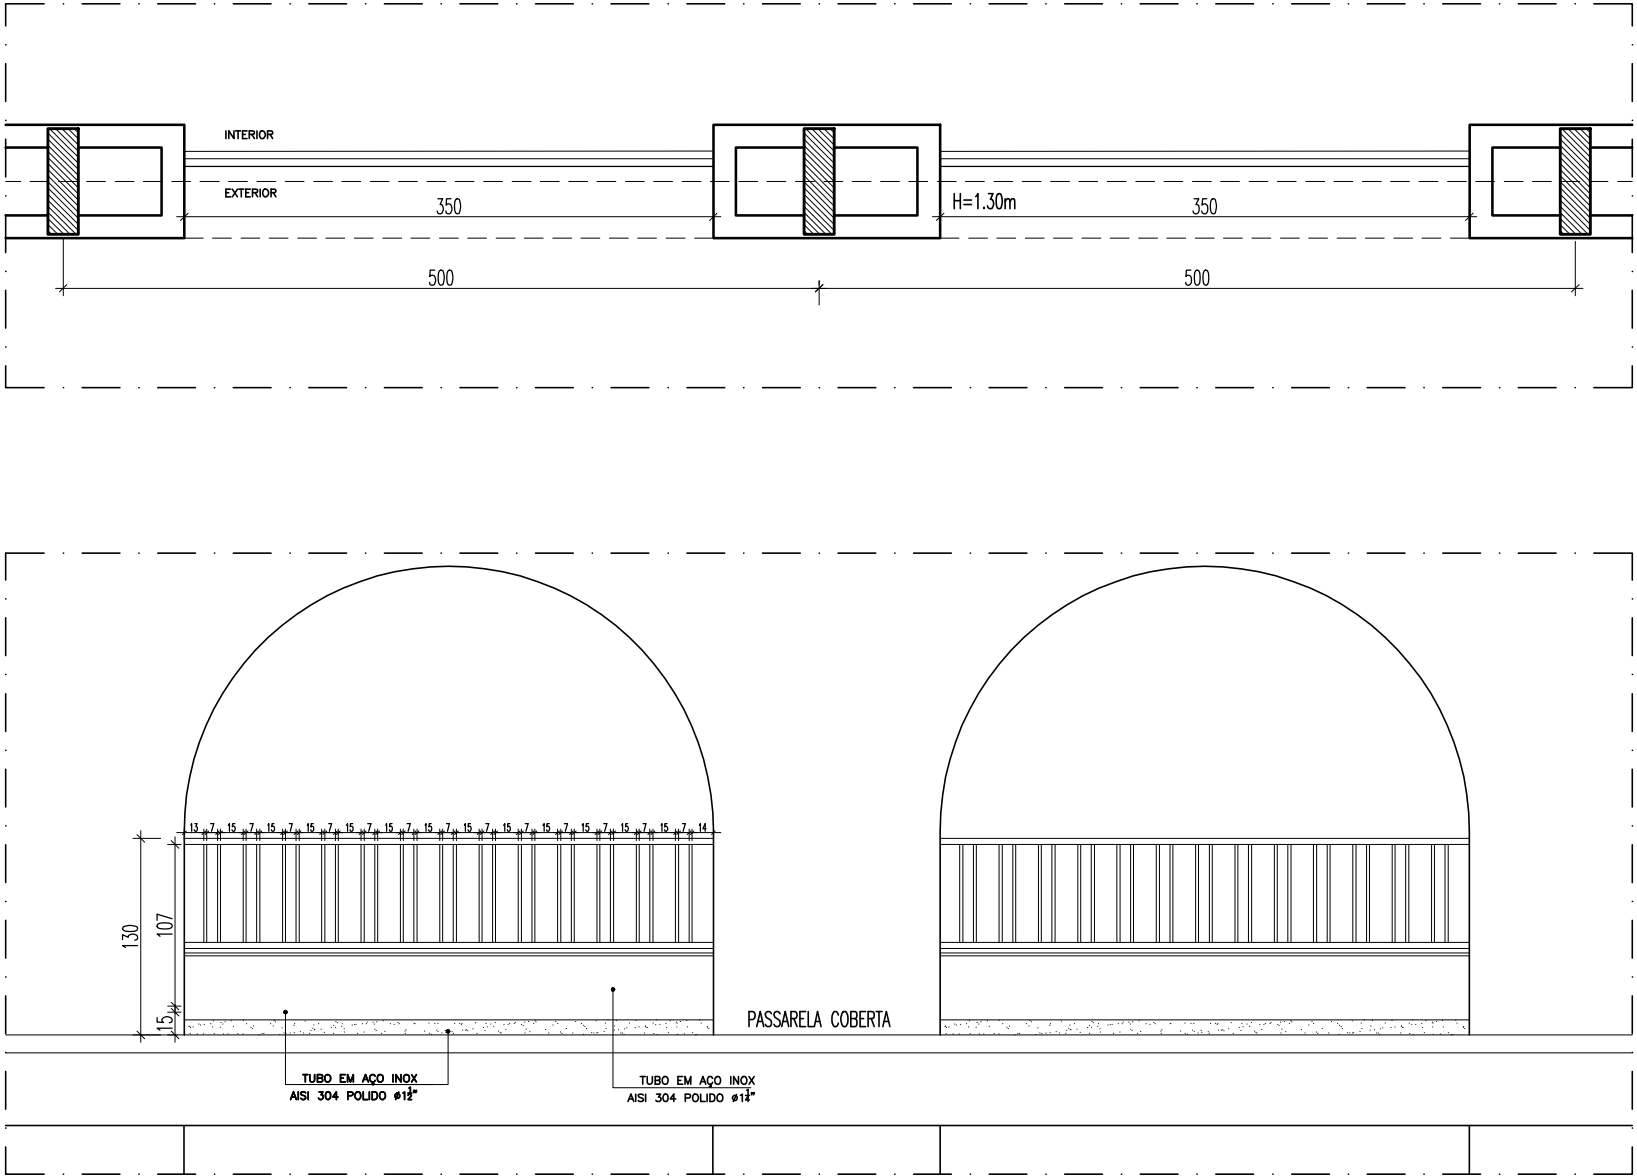 INTERIOR
EXTERIOR
350
H=1.30m
350
500
500
13 7 15 7 15 7 15 7 15 7 15 7 15 7 15 7 15 7 15 7 15 7 15 7 15 7 14
130
107
15
PASSARELA COBERTA
TUBO EM AÇO INOX
AISI 304 POLIDO ø1½"
TUBO EM AÇO INOX
AISI 304 POLIDO ø1¼"